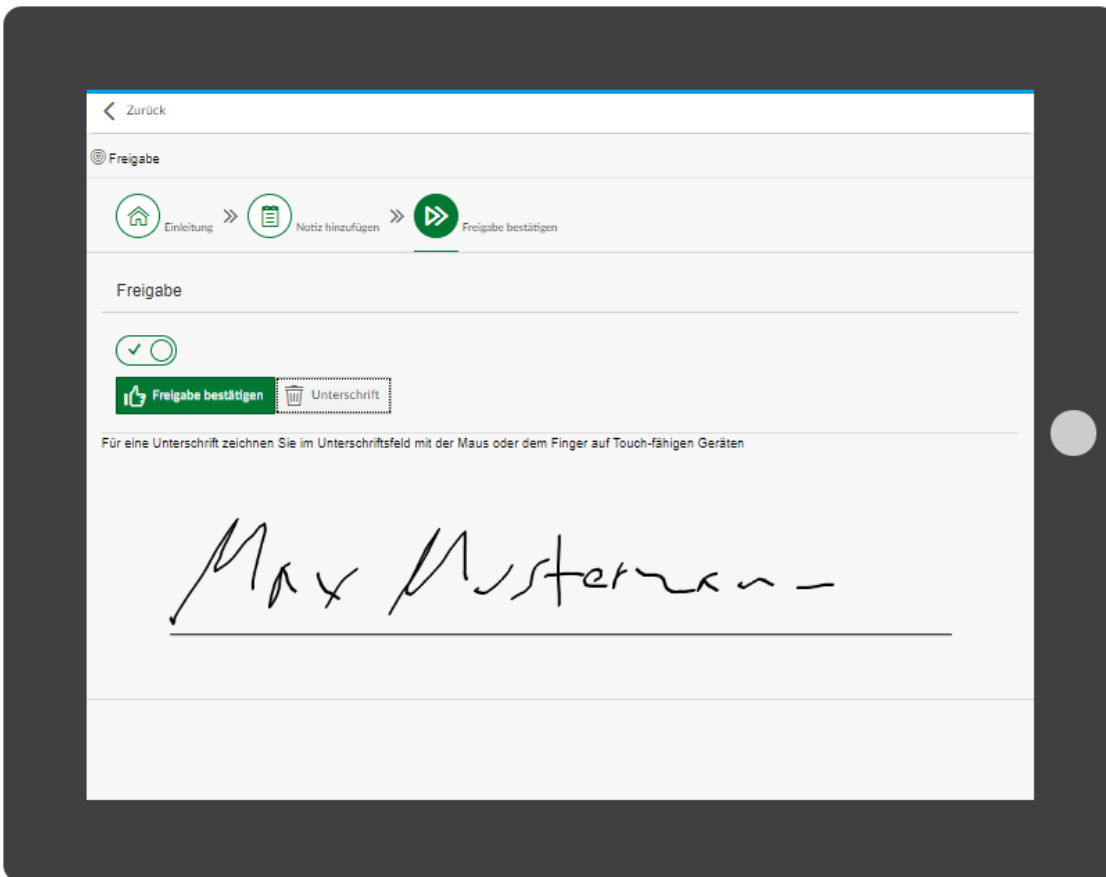 Zurück
Freigabe
Einleitung Notiz hinzufügen Freigabe bestätigen
Freigabe
Freigabe bestätigen Unterschrift
Für eine Unterschrift zeichnen Sie im Unterschriftsfeld mit der Maus oder dem Finger auf Touch-fähigen Geräten
Max Mustermann